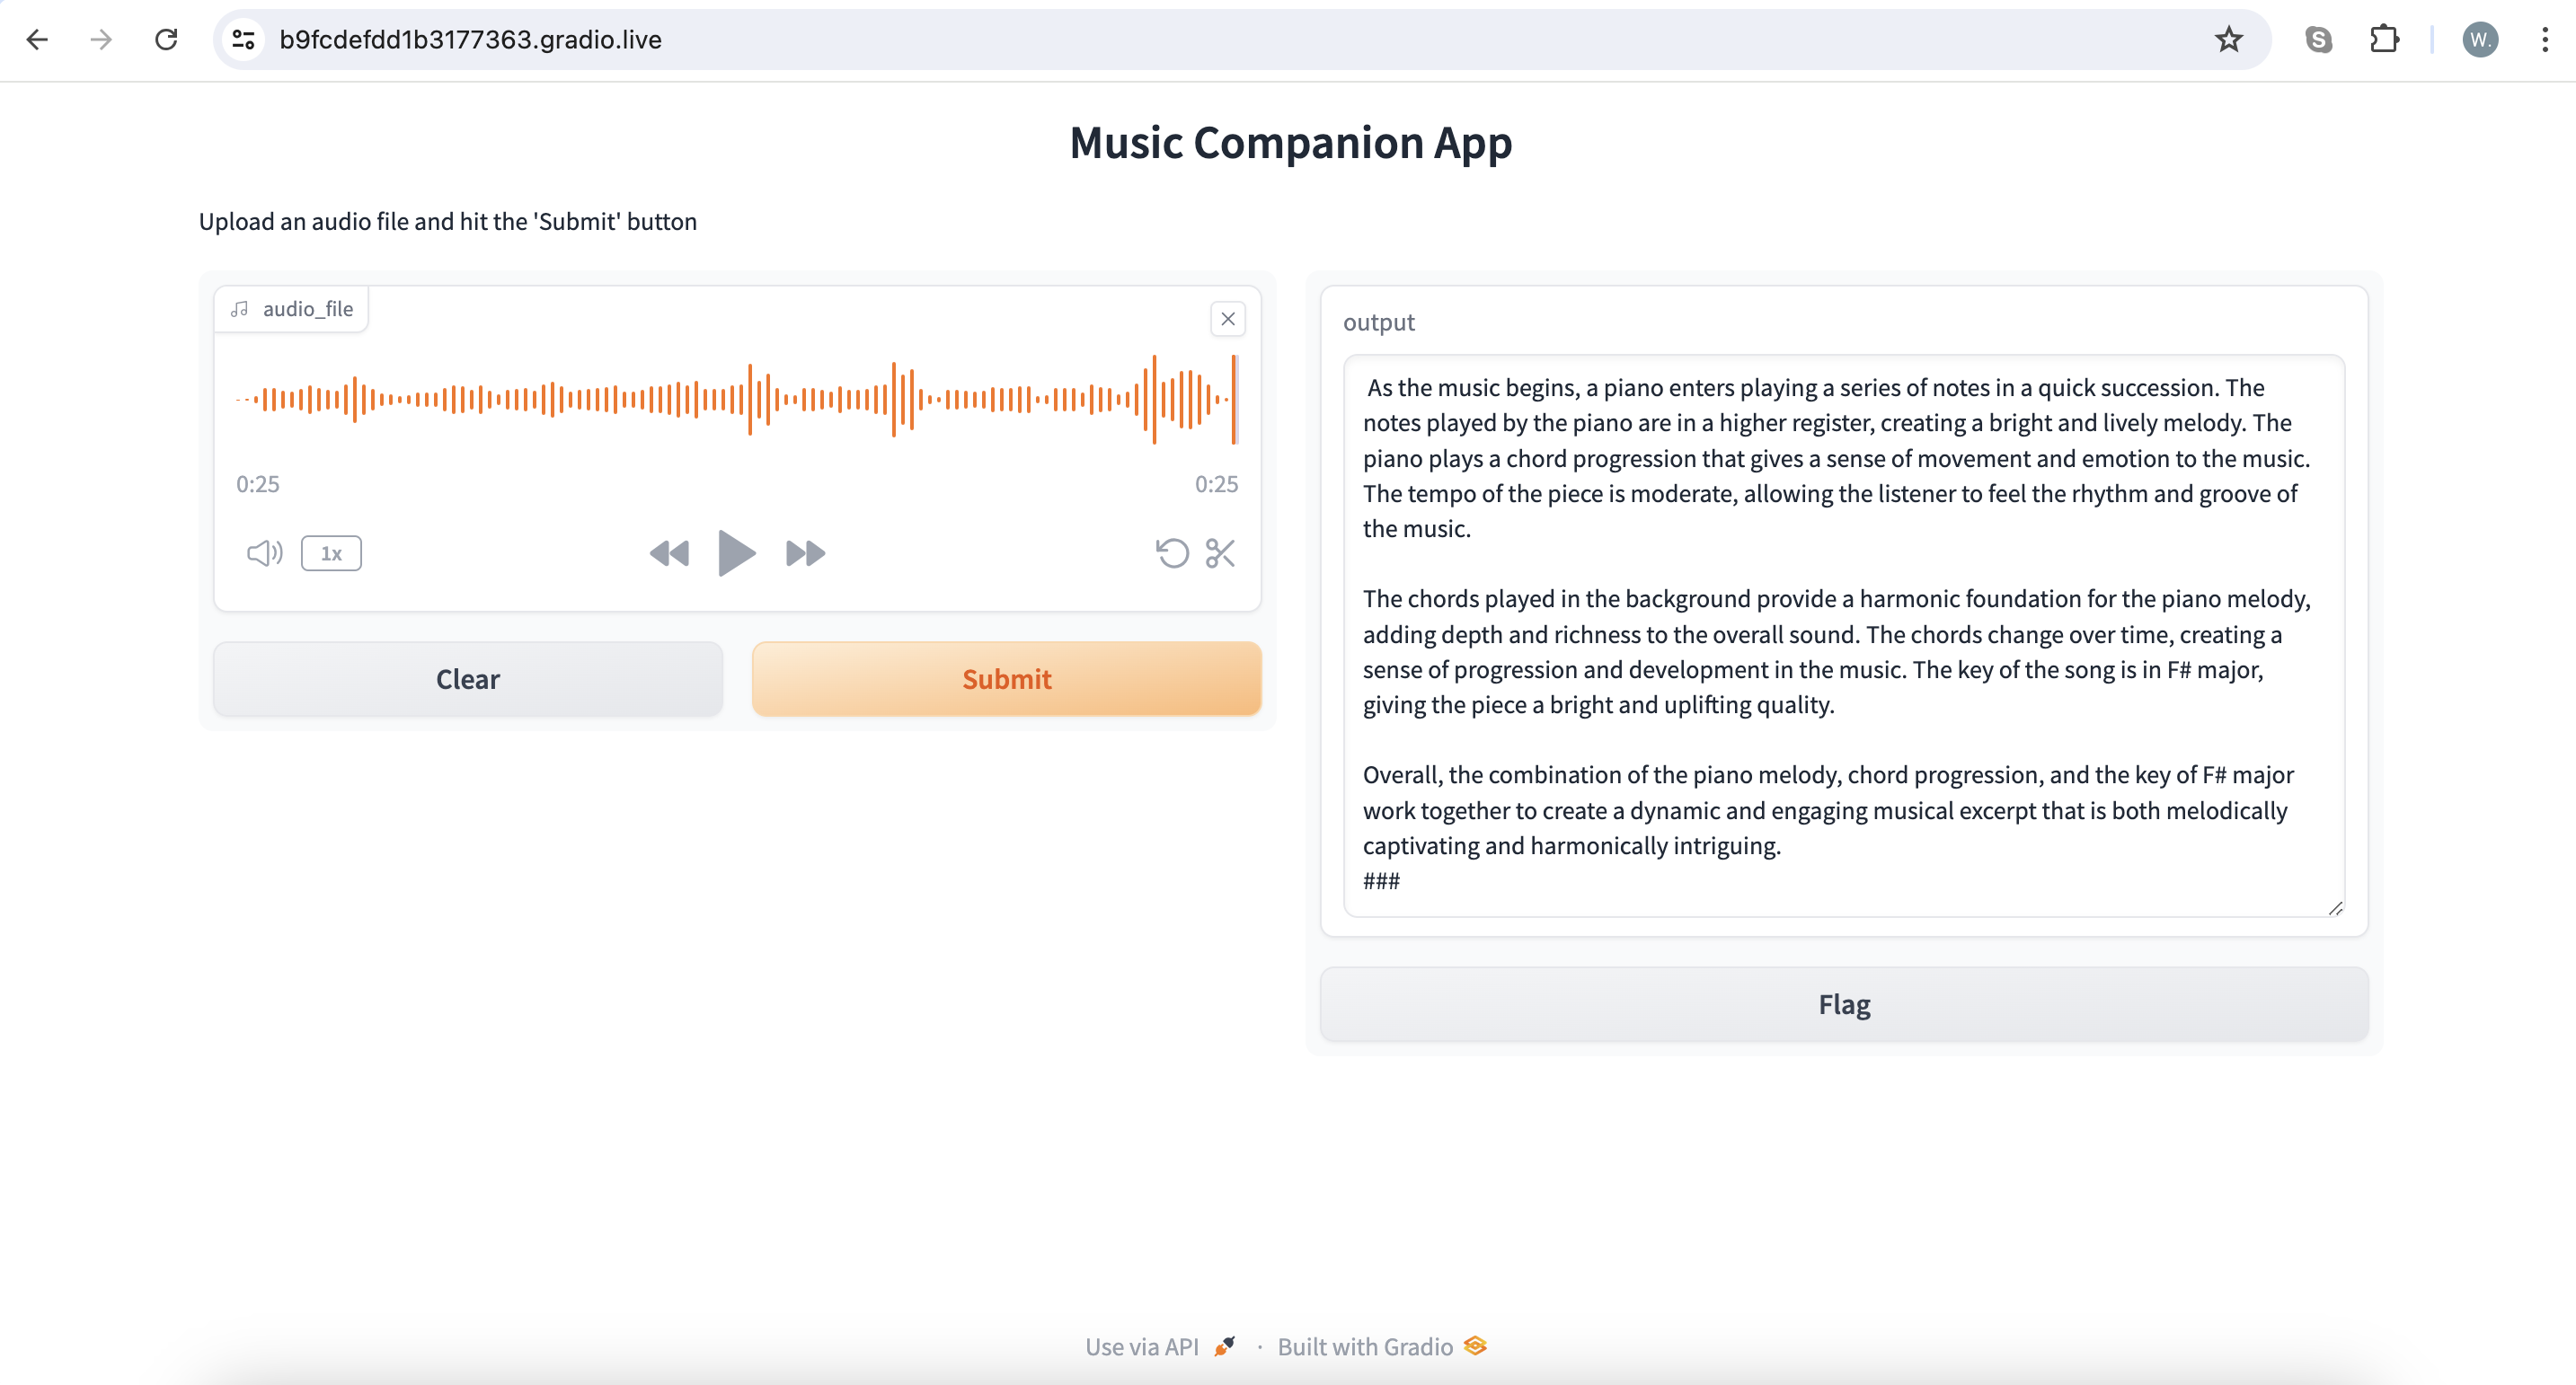 b9fcdefdd1b3177363.gradio.live
W.
Music Companion App
Upload an audio file and hit the 'Submit' button
audio_file
0:25
0:25
1x
Clear
Submit
output
As the music begins, a piano enters playing a series of notes in a quick succession. The
notes played by the piano are in a higher register, creating a bright and lively melody. The
piano plays a chord progression that gives a sense of movement and emotion to the music.
The tempo of the piece is moderate, allowing the listener to feel the rhythm and groove of
the music.
The chords played in the background provide a harmonic foundation for the piano melody,
adding depth and richness to the overall sound. The chords change over time, creating a
sense of progression and development in the music. The key of the song is in F# major,
giving the piece a bright and uplifting quality.
Overall, the combination of the piano melody, chord progression, and the key of F# major
work together to create a dynamic and engaging musical excerpt that is both melodically
captivating and harmonically intriguing.
###
Flag
Use via API · Built with Gradio